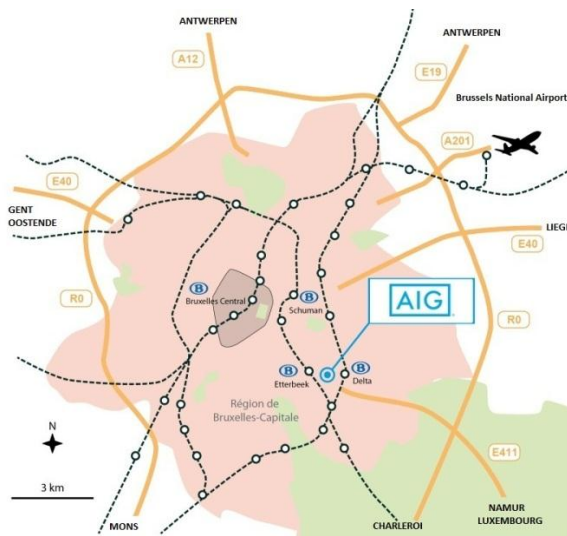 ANTWERPEN
ANTWERPEN
A12
E19
Brussels National Airport
A201
E40
GENT
OOSTENDE
LIEGE
E40
B
Bruxelles Central
B
Schuman
AIG
R0
R0
B
Etterbeek
B
Delta
Région de
Bruxelles-Capitale
N
E411
3 km
NAMUR
LUXEMBOURG
MONS
CHARLEROI